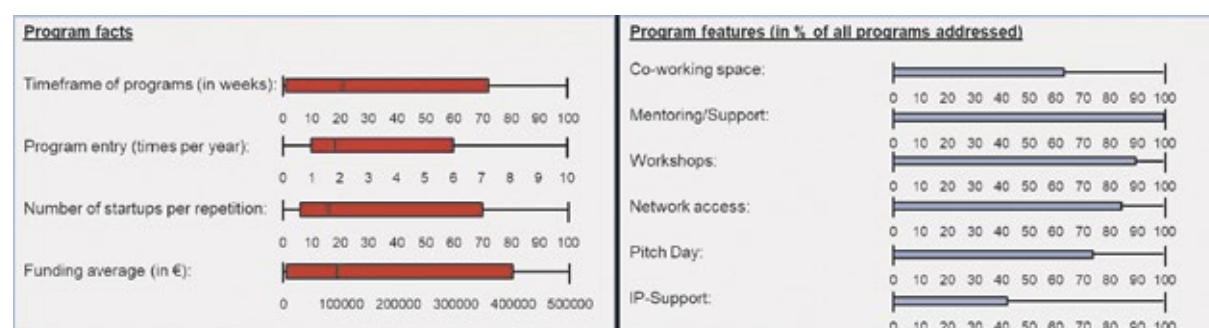 Program facts
Timeframe of programs (in weeks):
0 10 20 30 40 50 60 70 80 90 100
Program entry (times per year):
0 1 2 3 4 5 6 7 8 9 10
Number of startups per repetition:
0 10 20 30 40 50 60 70 80 90 100
Funding average (in €):
0 100000 200000 300000 400000 500000
Program features (in % of all programs addressed)
Co-working space:
0 10 20 30 40 50 60 70 80 90 100
Mentoring/Support:
0 10 20 30 40 50 60 70 80 90 100
Workshops:
0 10 20 30 40 50 60 70 80 90 100
Network access:
0 10 20 30 40 50 60 70 80 90 100
Pitch Day:
0 10 20 30 40 50 60 70 80 90 100
IP-Support:
0 10 20 30 40 50 60 70 80 90 100